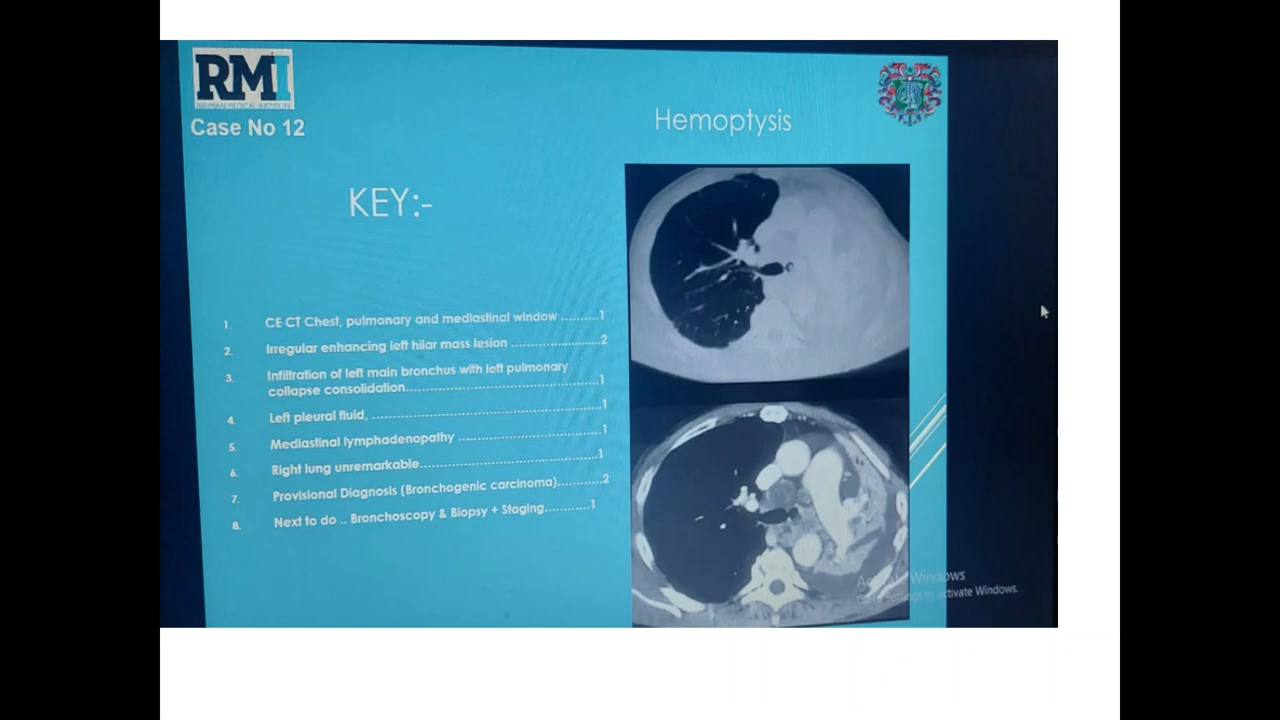 RMI
REHMAN MEDICAL INSTITUTE
Case No 12
Hemoptysis
KEY:-
1. CE CT Chest, pulmonary and mediastinal window ..........1
2. Irregular enhancing left hilar mass lesion .........................2
3. Infiltration of left main bronchus with left pulmonary
collapse consolidation.....................................................1
4. Left pleural fluid, ..............................................................1
5. Mediastinal lymphadenopathy .......................................1
6. Right lung unremarkable................................................1
7. Provisional Diagnosis (Bronchogenic carcinoma)...........2
8. Next to do .. Bronchoscopy & Biopsy + Staging............1
Activate Windows
Go to Settings to activate Windows.